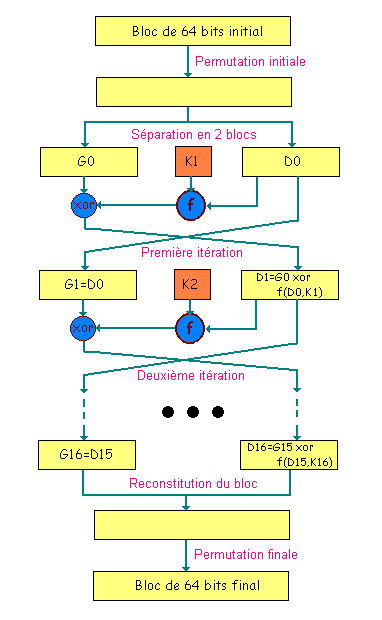 Bloc de 64 bits initial
Permutation initiale
Séparation en 2 blocs
G0
K1
D0
xor
f
Première itération
G1=D0
K2
D1=G0 xor
f(D0,K1)
xor
f
Deuxième itération
G16=D15
D16=G15 xor
f(D15,K16)
Reconstitution du bloc
Permutation finale
Bloc de 64 bits final